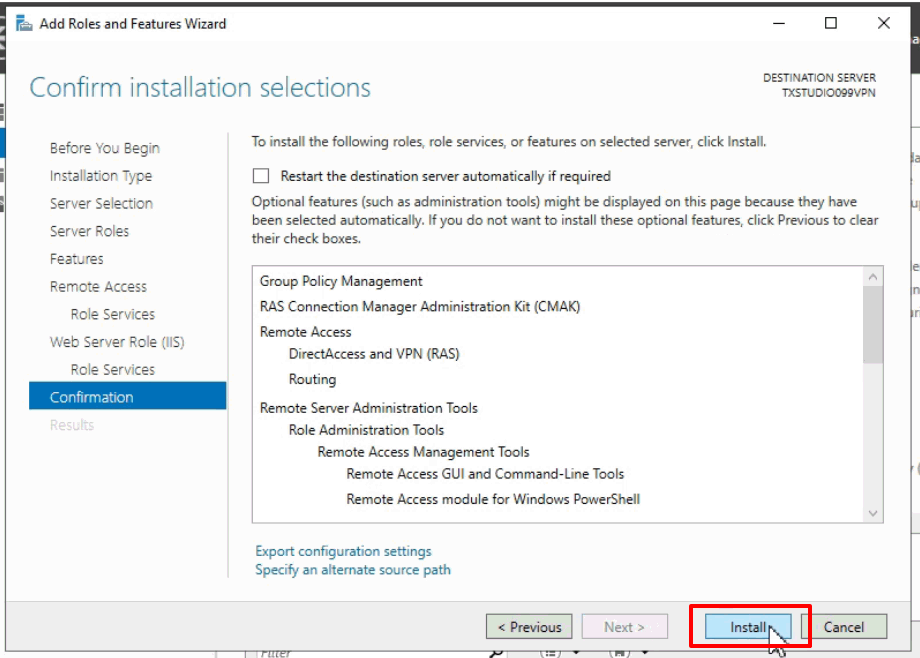 Add Roles and Features Wizard
Confirm installation selections
DESTINATION SERVER
TXSTUDIO099VPN
Before You Begin
Installation Type
Server Selection
Server Roles
Features
Remote Access
Role Services
Web Server Role (IIS)
Role Services
Confirmation
Results
To install the following roles, role services, or features on selected server, click Install.
Restart the destination server automatically if required
Optional features (such as administration tools) might be displayed on this page because they have
been selected automatically. If you do not want to install these optional features, click Previous to clear
their check boxes.
Group Policy Management
RAS Connection Manager Administration Kit (CMAK)
Remote Access
DirectAccess and VPN (RAS)
Routing
Remote Server Administration Tools
Role Administration Tools
Remote Access Management Tools
Remote Access GUI and Command-Line Tools
Remote Access module for Windows PowerShell
Export configuration settings
Specify an alternate source path
< Previous
Next >
Install
Cancel
Filter